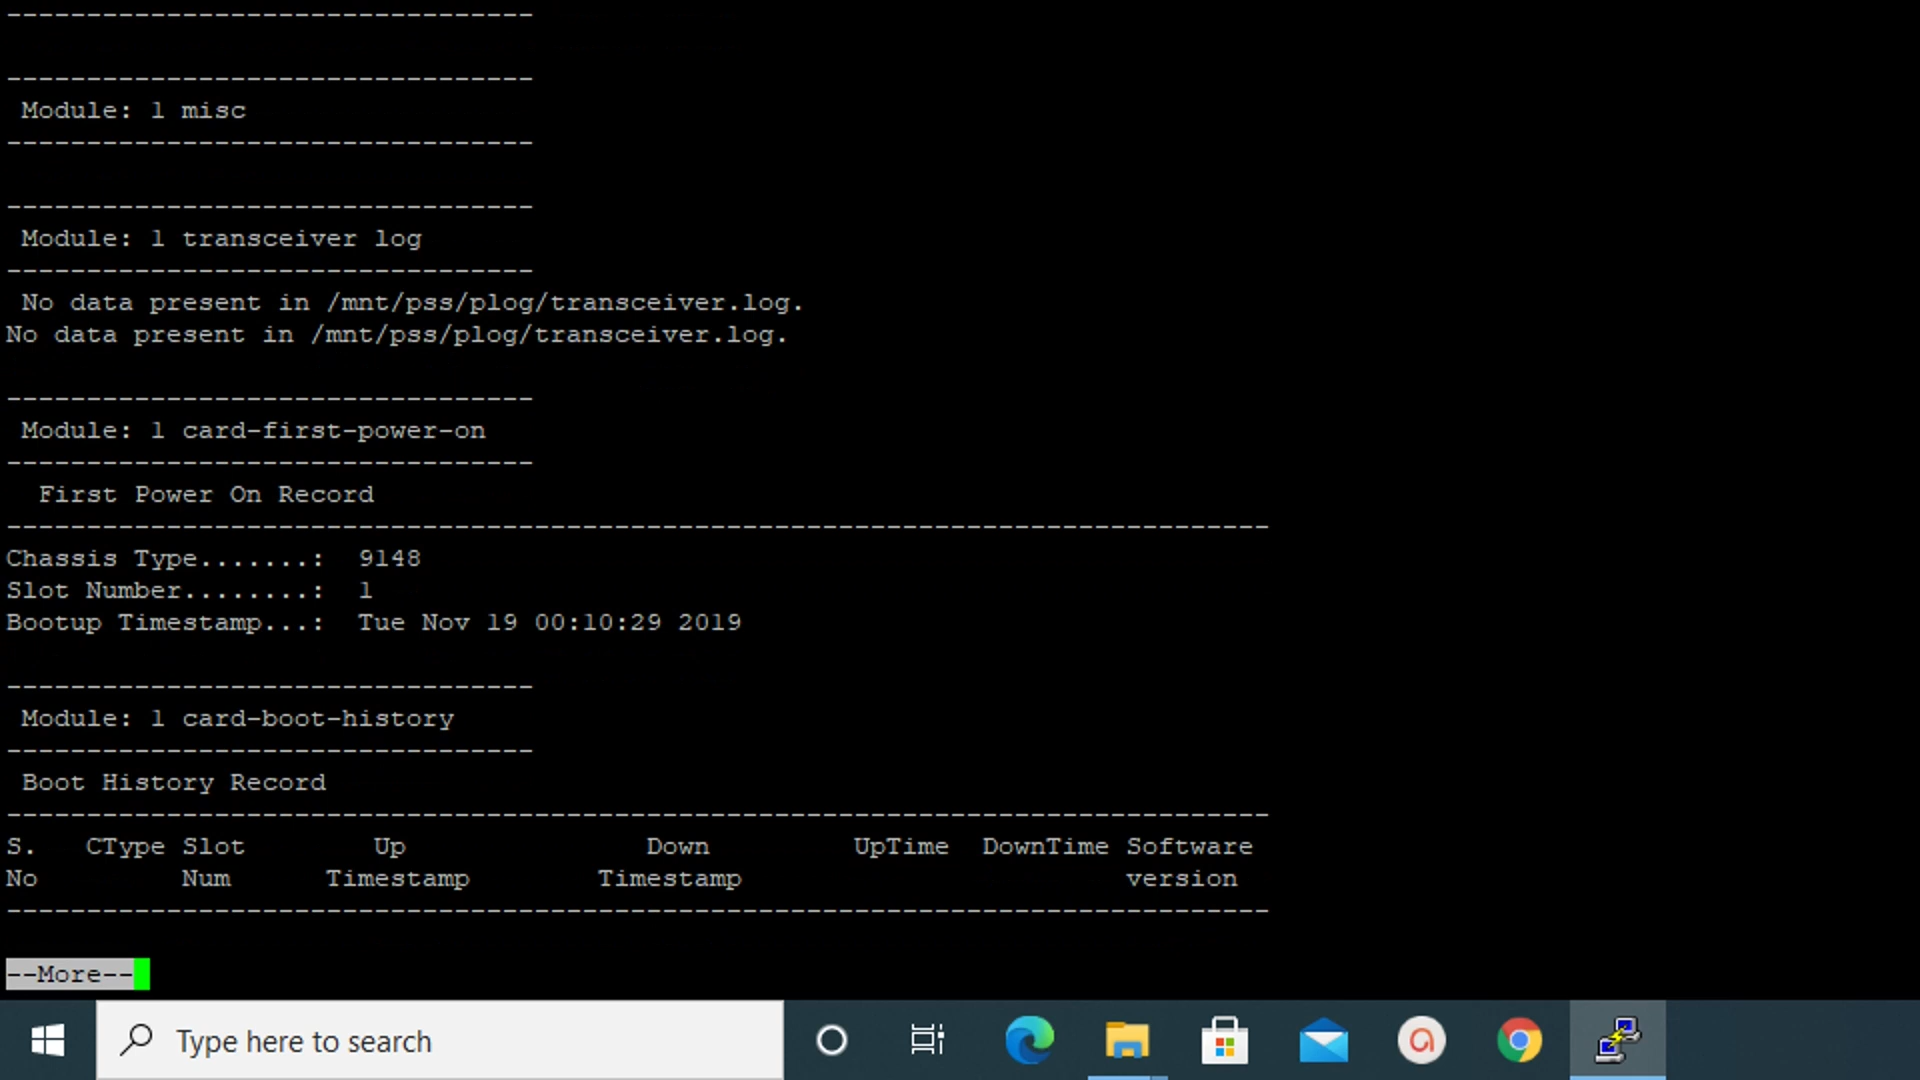 ---------------------------------
---------------------------------
 Module: 1 misc
---------------------------------
---------------------------------
 Module: 1 transceiver log
---------------------------------
 No data present in /mnt/pss/plog/transceiver.log.
No data present in /mnt/pss/plog/transceiver.log.
---------------------------------
 Module: 1 card-first-power-on
---------------------------------
  First Power On Record
-------------------------------------------------------------------------------
Chassis Type.......:  9148
Slot Number........:  1
Bootup Timestamp...:  Tue Nov 19 00:10:29 2019
---------------------------------
 Module: 1 card-boot-history
---------------------------------
 Boot History Record
-------------------------------------------------------------------------------
S.   CType Slot        Up               Down         UpTime  DownTime Software
No         Num      Timestamp        Timestamp                        version
-------------------------------------------------------------------------------
--More--
Type here to search